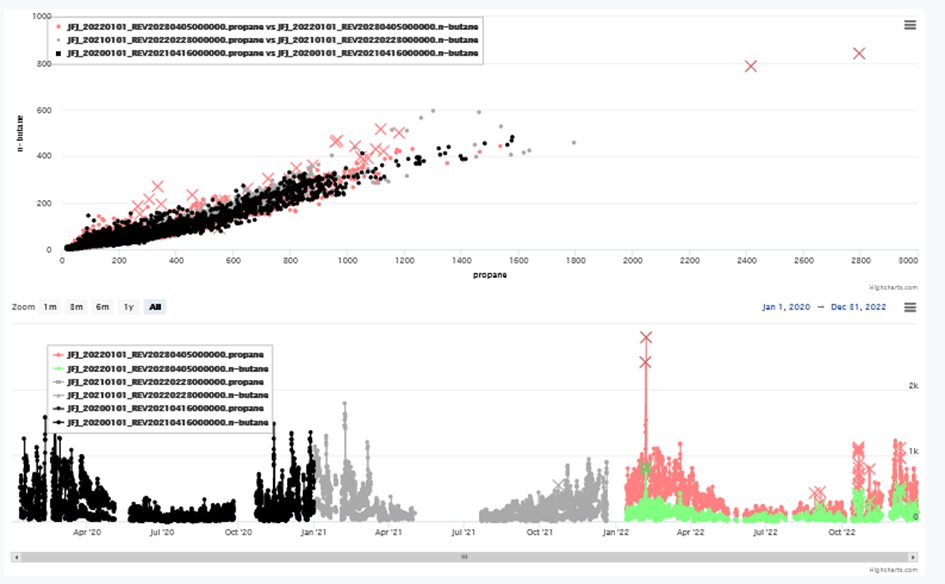 1000
JFJ_20220101_REV20280405000000.propane vs JFJ_20220101_REV20280405000000.n-butane
JFJ_20210101_REV20220228000000.propane vs JFJ_20210101_REV20220228000000.n-butane
JFJ_20200101_REV20210416000000.propane vs JFJ_20200101_REV20210416000000.n-butane
800
600
400
200
0
n-butane
0 200 400 600 800 1000 1200 1400 1600 1800 2000 2200 2400 2600 2800 3000
propane
Highcharts.com
Zoom 1m 3m 6m 1y All Jan 1, 2020 → Dec 31, 2022
JFJ_20220101_REV20280405000000.propane
JFJ_20220101_REV20280405000000.n-butane
JFJ_20210101_REV20220228000000.propane
JFJ_20210101_REV20220228000000.n-butane
JFJ_20200101_REV20210416000000.propane
JFJ_20200101_REV20210416000000.n-butane
2k
1k
0
Apr '20 Jul '20 Oct '20 Jan '21 Apr '21 Jul '21 Oct '21 Jan '22 Apr '22 Jul '22 Oct '22
Highcharts.com